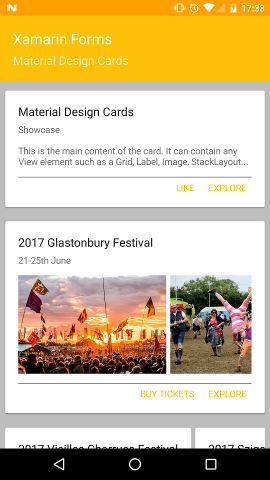 17:33
Xamarin Forms
Material Design Cards
Material Design Cards
Showcase
This is the main content of the card. It can contain any
View element such as a Grid, Label, Image, StackLayout...
LIKE EXPLORE
2017 Glastonbury Festival
21-25th June
BUY TICKETS EXPLORE
2017 Vieilles Charrues Festival 2017 Szige